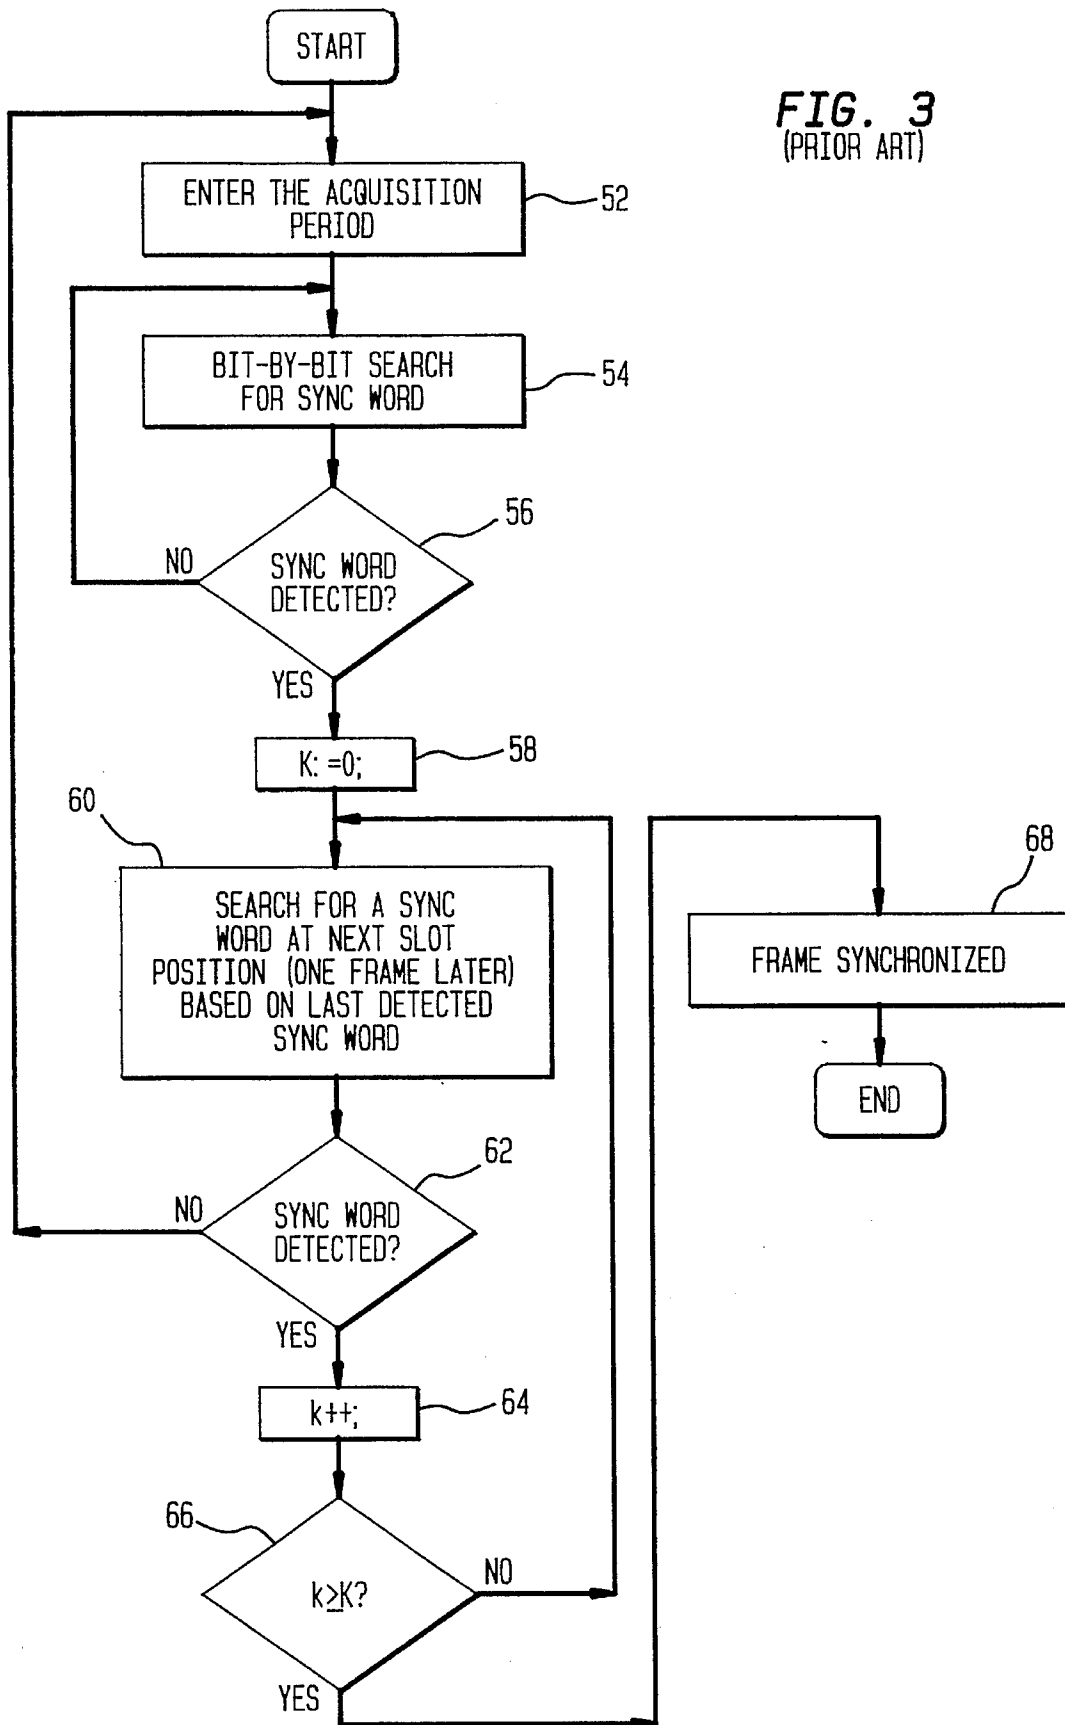 START
FIG. 3
(PRIOR ART)
ENTER THE ACQUISITION
PERIOD
52
BIT-BY-BIT SEARCH
FOR SYNC WORD
54
56
NO
SYNC WORD
DETECTED?
YES
K: =0;
58
60
SEARCH FOR A SYNC
WORD AT NEXT SLOT
POSITION (ONE FRAME LATER)
BASED ON LAST DETECTED
SYNC WORD
68
FRAME SYNCHRONIZED
END
62
NO
SYNC WORD
DETECTED?
YES
k++;
64
66
k≥K?
NO
YES